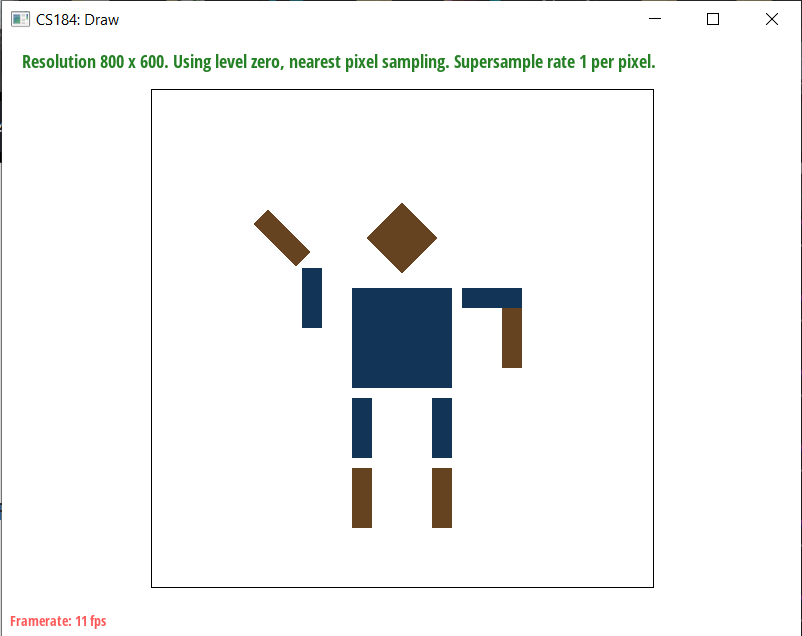 CS184: Draw
Resolution 800 x 600. Using level zero, nearest pixel sampling. Supersample rate 1 per pixel.
Framerate: 11 fps